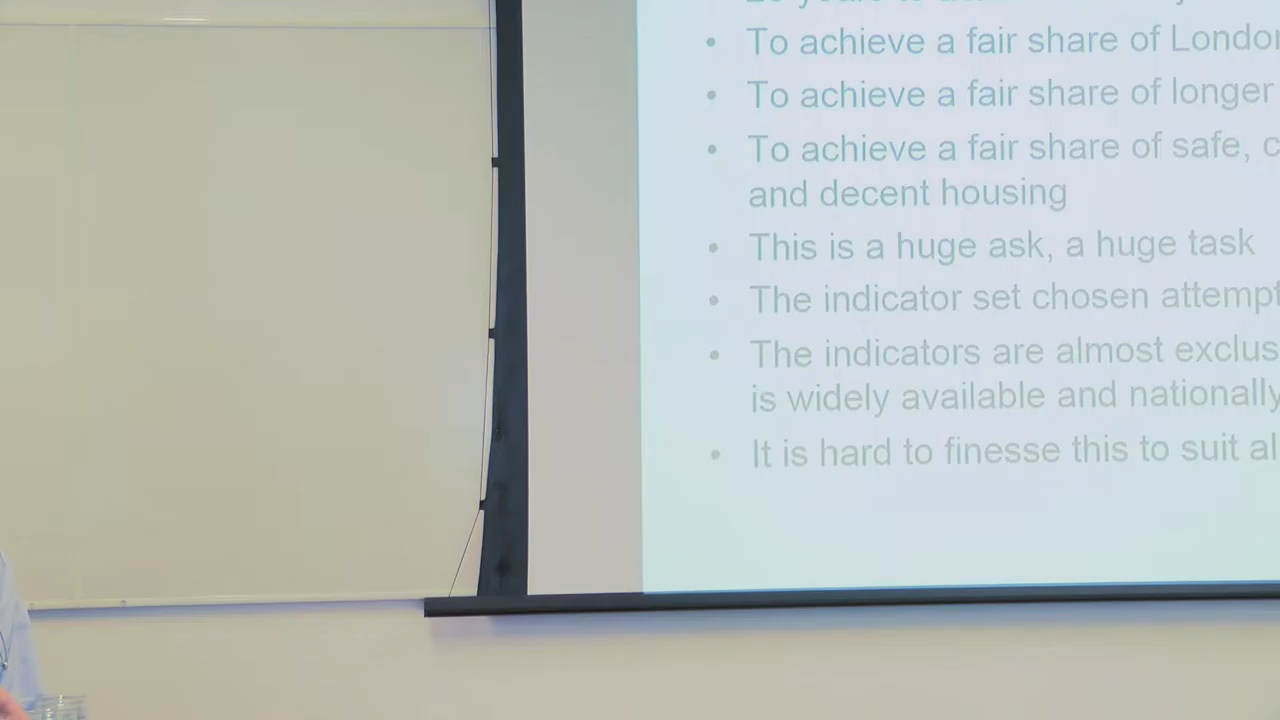 years to
• To achieve a fair share of
• To achieve a fair share of longer
• To achieve a fair share of safe,
and decent housing
• This is a huge ask, a huge task
• The indicator set chosen
• The indicators are almost
is widely available and nationally
• It is hard to finesse this to suit